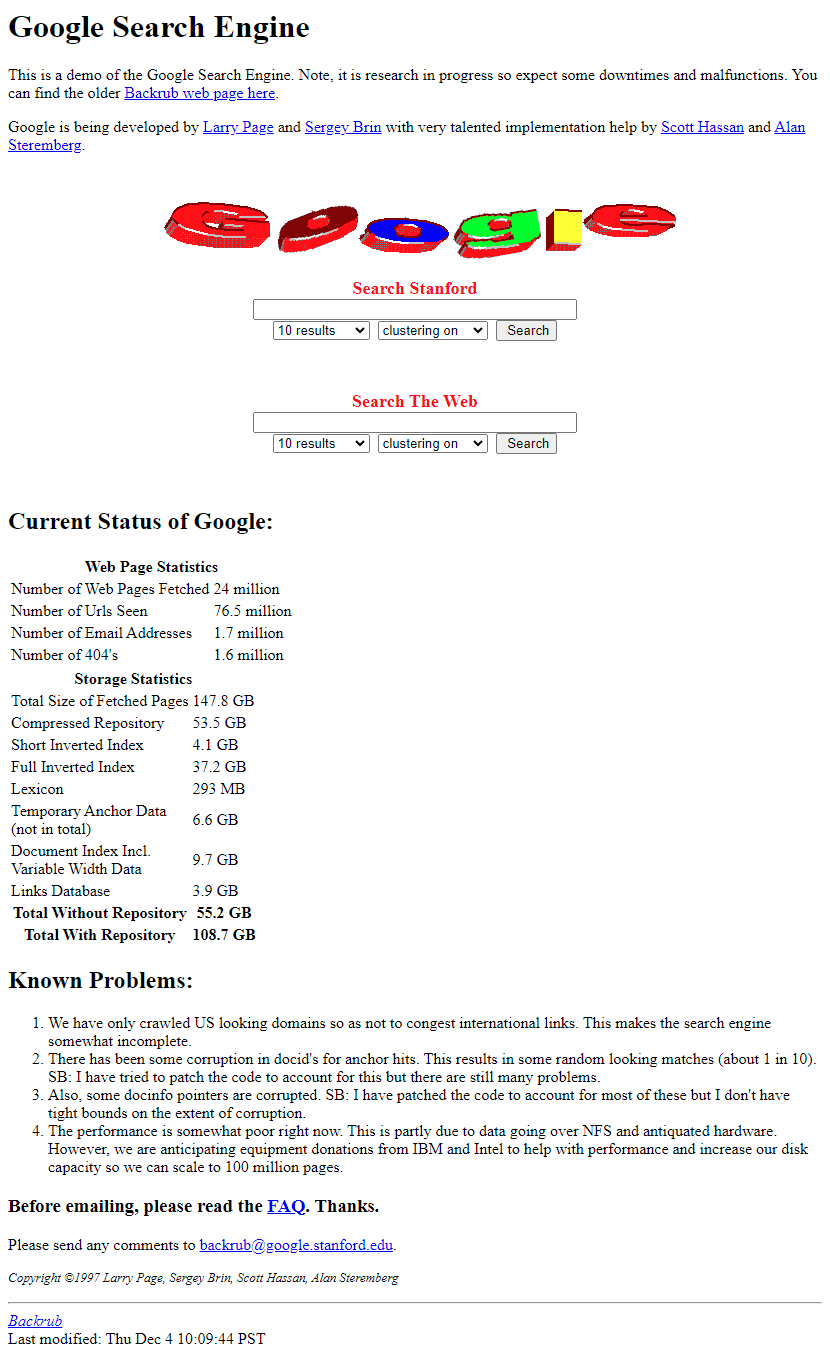 Google Search Engine
This is a demo of the Google Search Engine. Note, it is research in progress so expect some downtimes and malfunctions. You
can find the older Backrub web page here.
Google is being developed by Larry Page and Sergey Brin with very talented implementation help by Scott Hassan and Alan
Steremberg.
Google
Search Stanford
10 results clustering on Search
Search The Web
10 results clustering on Search
Current Status of Google:
Web Page Statistics
Number of Web Pages Fetched 24 million
Number of Urls Seen 76.5 million
Number of Email Addresses 1.7 million
Number of 404's 1.6 million
Storage Statistics
Total Size of Fetched Pages 147.8 GB
Compressed Repository 53.5 GB
Short Inverted Index 4.1 GB
Full Inverted Index 37.2 GB
Lexicon 293 MB
Temporary Anchor Data
(not in total) 6.6 GB
Document Index Incl.
Variable Width Data 9.7 GB
Links Database 3.9 GB
Total Without Repository 55.2 GB
Total With Repository 108.7 GB
Known Problems:
1. We have only crawled US looking domains so as not to congest international links. This makes the search engine
somewhat incomplete.
2. There has been some corruption in docid's for anchor hits. This results in some random looking matches (about 1 in 10).
SB: I have tried to patch the code to account for this but there are still many problems.
3. Also, some docinfo pointers are corrupted. SB: I have patched the code to account for most of these but I don't have
tight bounds on the extent of corruption.
4. The performance is somewhat poor right now. This is partly due to data going over NFS and antiquated hardware.
However, we are anticipating equipment donations from IBM and Intel to help with performance and increase our disk
capacity so we can scale to 100 million pages.
Before emailing, please read the FAQ. Thanks.
Please send any comments to backrub@google.stanford.edu.
Copyright ©1997 Larry Page, Sergey Brin, Scott Hassan, Alan Steremberg
Backrub
Last modified: Thu Dec 4 10:09:44 PST